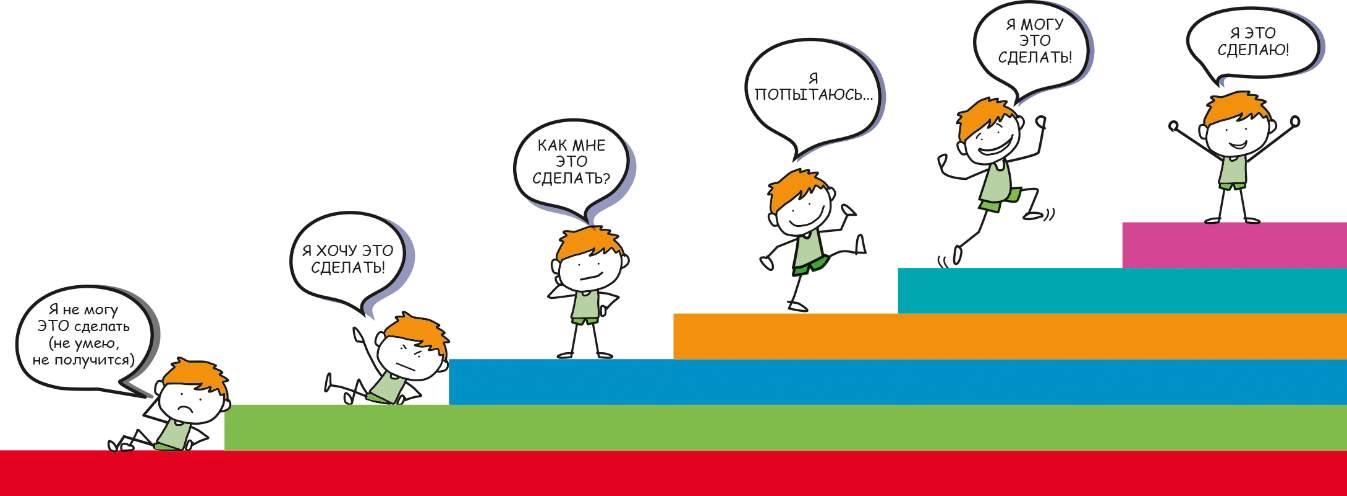 Я не могу
ЭТО сделать
(не умею,
не получится)
Я ХОЧУ ЭТО
СДЕЛАТЬ!
КАК МНЕ
ЭТО
СДЕЛАТЬ?
Я
ПОПЫТАЮСЬ...
Я МОГУ
ЭТО
СДЕЛАТЬ!
Я ЭТО
СДЕЛАЮ!